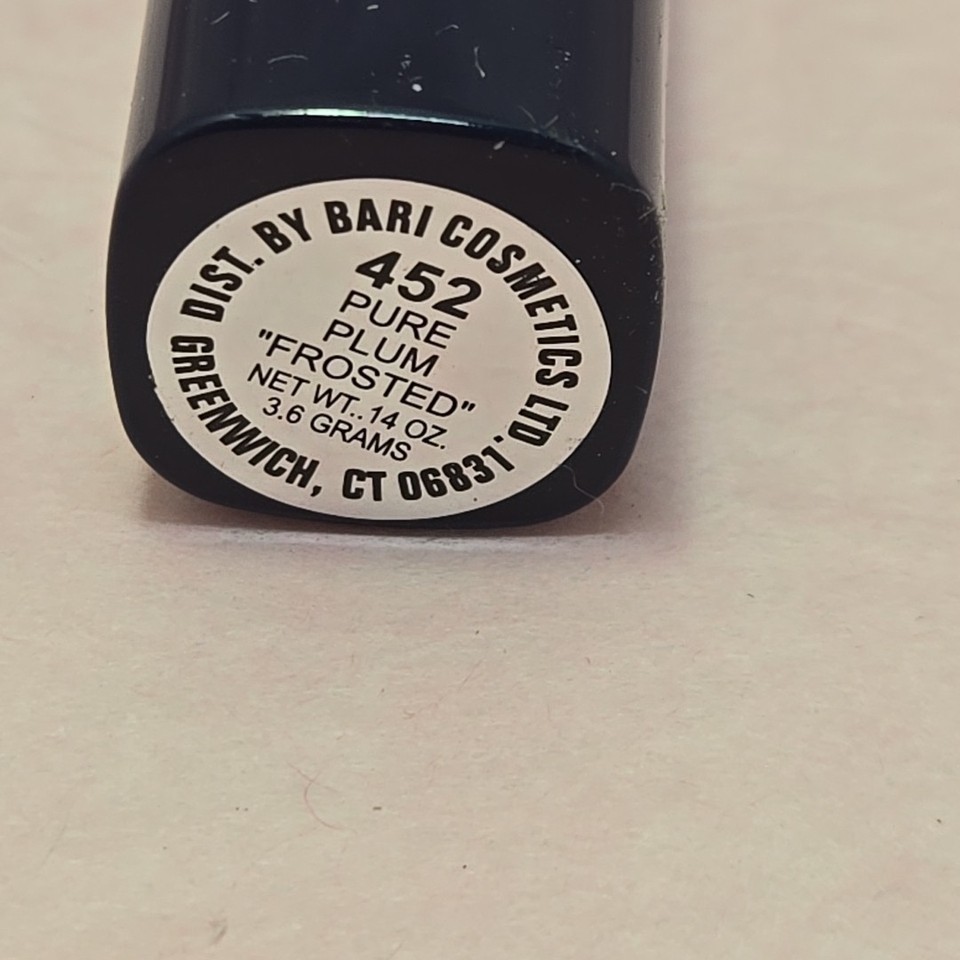 DIST. BY BARI COSMETICS LTD.
452
PURE
PLUM
"FROSTED"
NET WT..14 OZ.
3.6 GRAMS
GREENWICH, CT 06831